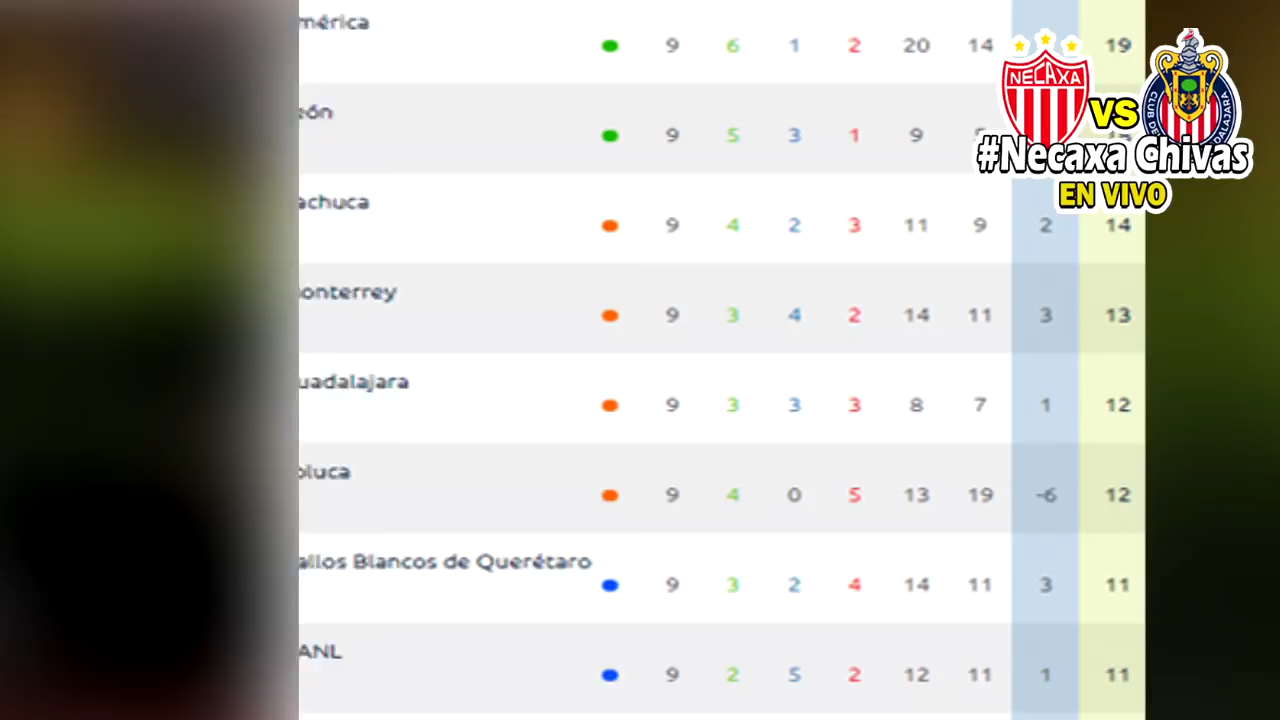 mérica
9 6 1 2 20 14 19
eón
9 5 3 1 9
achuca
9 4 2 3 11 9 2 14
onterrey
9 3 4 2 14 11 3 13
uadalajara
9 3 3 3 8 7 1 12
oluca
9 4 0 5 13 19 -6 12
allos Blancos de Querétaro
9 3 2 4 14 11 3 11
ANL
9 2 5 2 12 11 1 11
NECAXA
VS
#Necaxa Chivas
EN VIVO